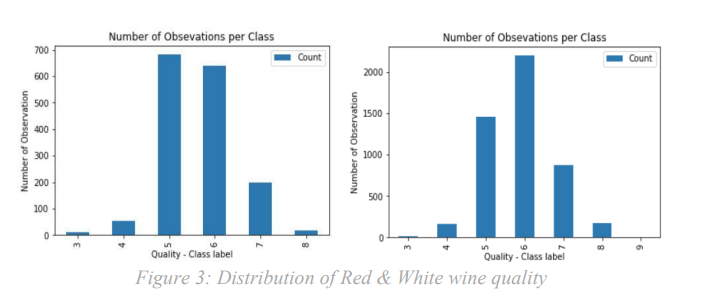 Number of Obsevations per Class
Count
700
600
500
400
300
200
100
0
Number of Observation
3
4
5
6
7
8
Quality - Class label
Number of Obsevations per Class
Count
2000
1500
1000
500
0
Number of Observation
3
4
5
6
7
8
9
Quality - Class label
Figure 3: Distribution of Red & White wine quality